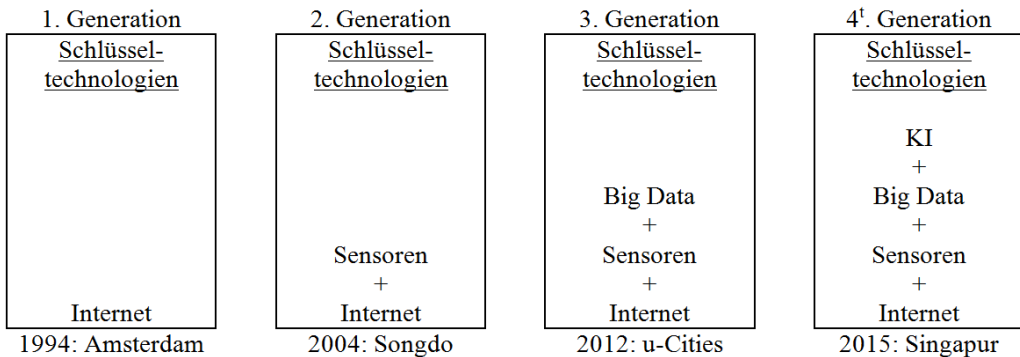 1. Generation
Schlüssel-
technologien
Internet
1994: Amsterdam
2. Generation
Schlüssel-
technologien
Sensoren
+
Internet
2004: Songdo
3. Generation
Schlüssel-
technologien
Big Data
+
Sensoren
+
Internet
2012: u-Cities
4ᵗ. Generation
Schlüssel-
technologien
KI
+
Big Data
+
Sensoren
+
Internet
2015: Singapur